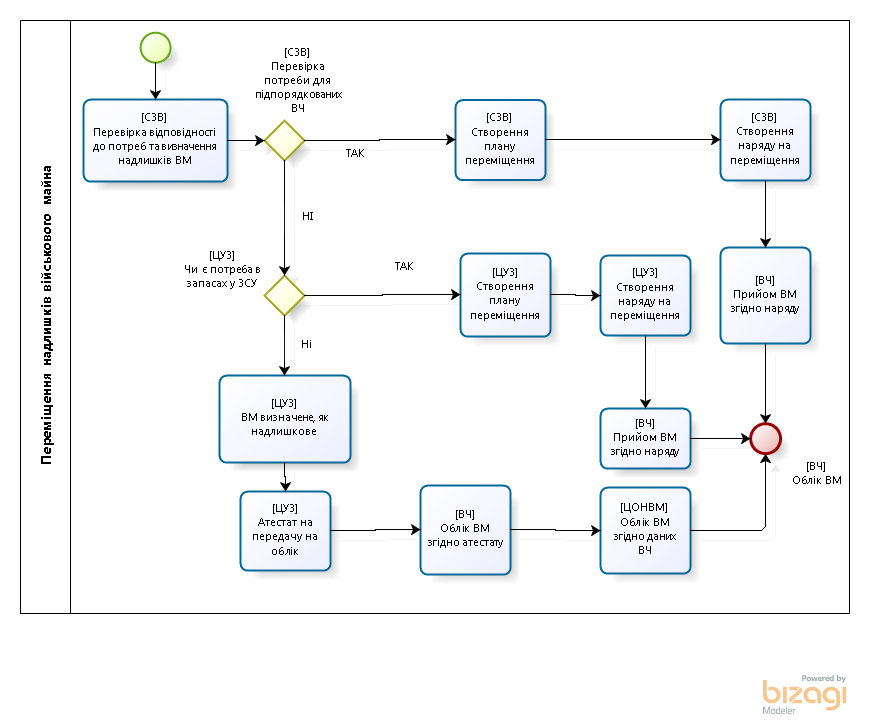 Переміщення надлишків військового майна
[СЗВ]
Перевірка
потреби для
підпорядкованих
ВЧ
[СЗВ]
Перевірка відповідності
до потреб та визначення
надлишків ВМ
ТАК
[СЗВ]
Створення
плану
переміщення
[СЗВ]
Створення
наряду на
переміщення
НІ
[ЦУЗ]
Чи є потреба в
запасах у ЗСУ
ТАК
[ЦУЗ]
Створення
плану
переміщення
[ЦУЗ]
Створення
наряду на
переміщення
[ВЧ]
Прийом ВМ
згідно наряду
Ні
[ЦУЗ]
ВМ визначене, як
надлишкове
[ВЧ]
Прийом ВМ
згідно наряду
[ВЧ]
Облік ВМ
[ЦУЗ]
Атестат на
передачу на
облік
[ВЧ]
Облік ВМ
згідно атестату
[ЦОНВМ]
Облік ВМ
згідно даних
ВЧ
Powered by
bizagi
Modeler